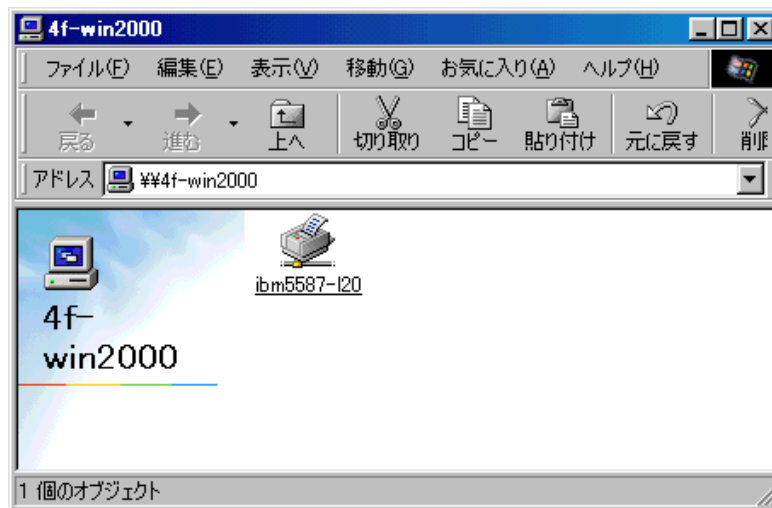 4f-win2000
ファイル(F) 編集(E) 表示(V) 移動(G) お気に入り(A) ヘルプ(H)
戻る 進む 上へ 切り取り コピー 貼り付け 元に戻す 削
アドレス ¥¥4f-win2000
ibm5587-l20
4f-
win2000
1 個のオブジェクト